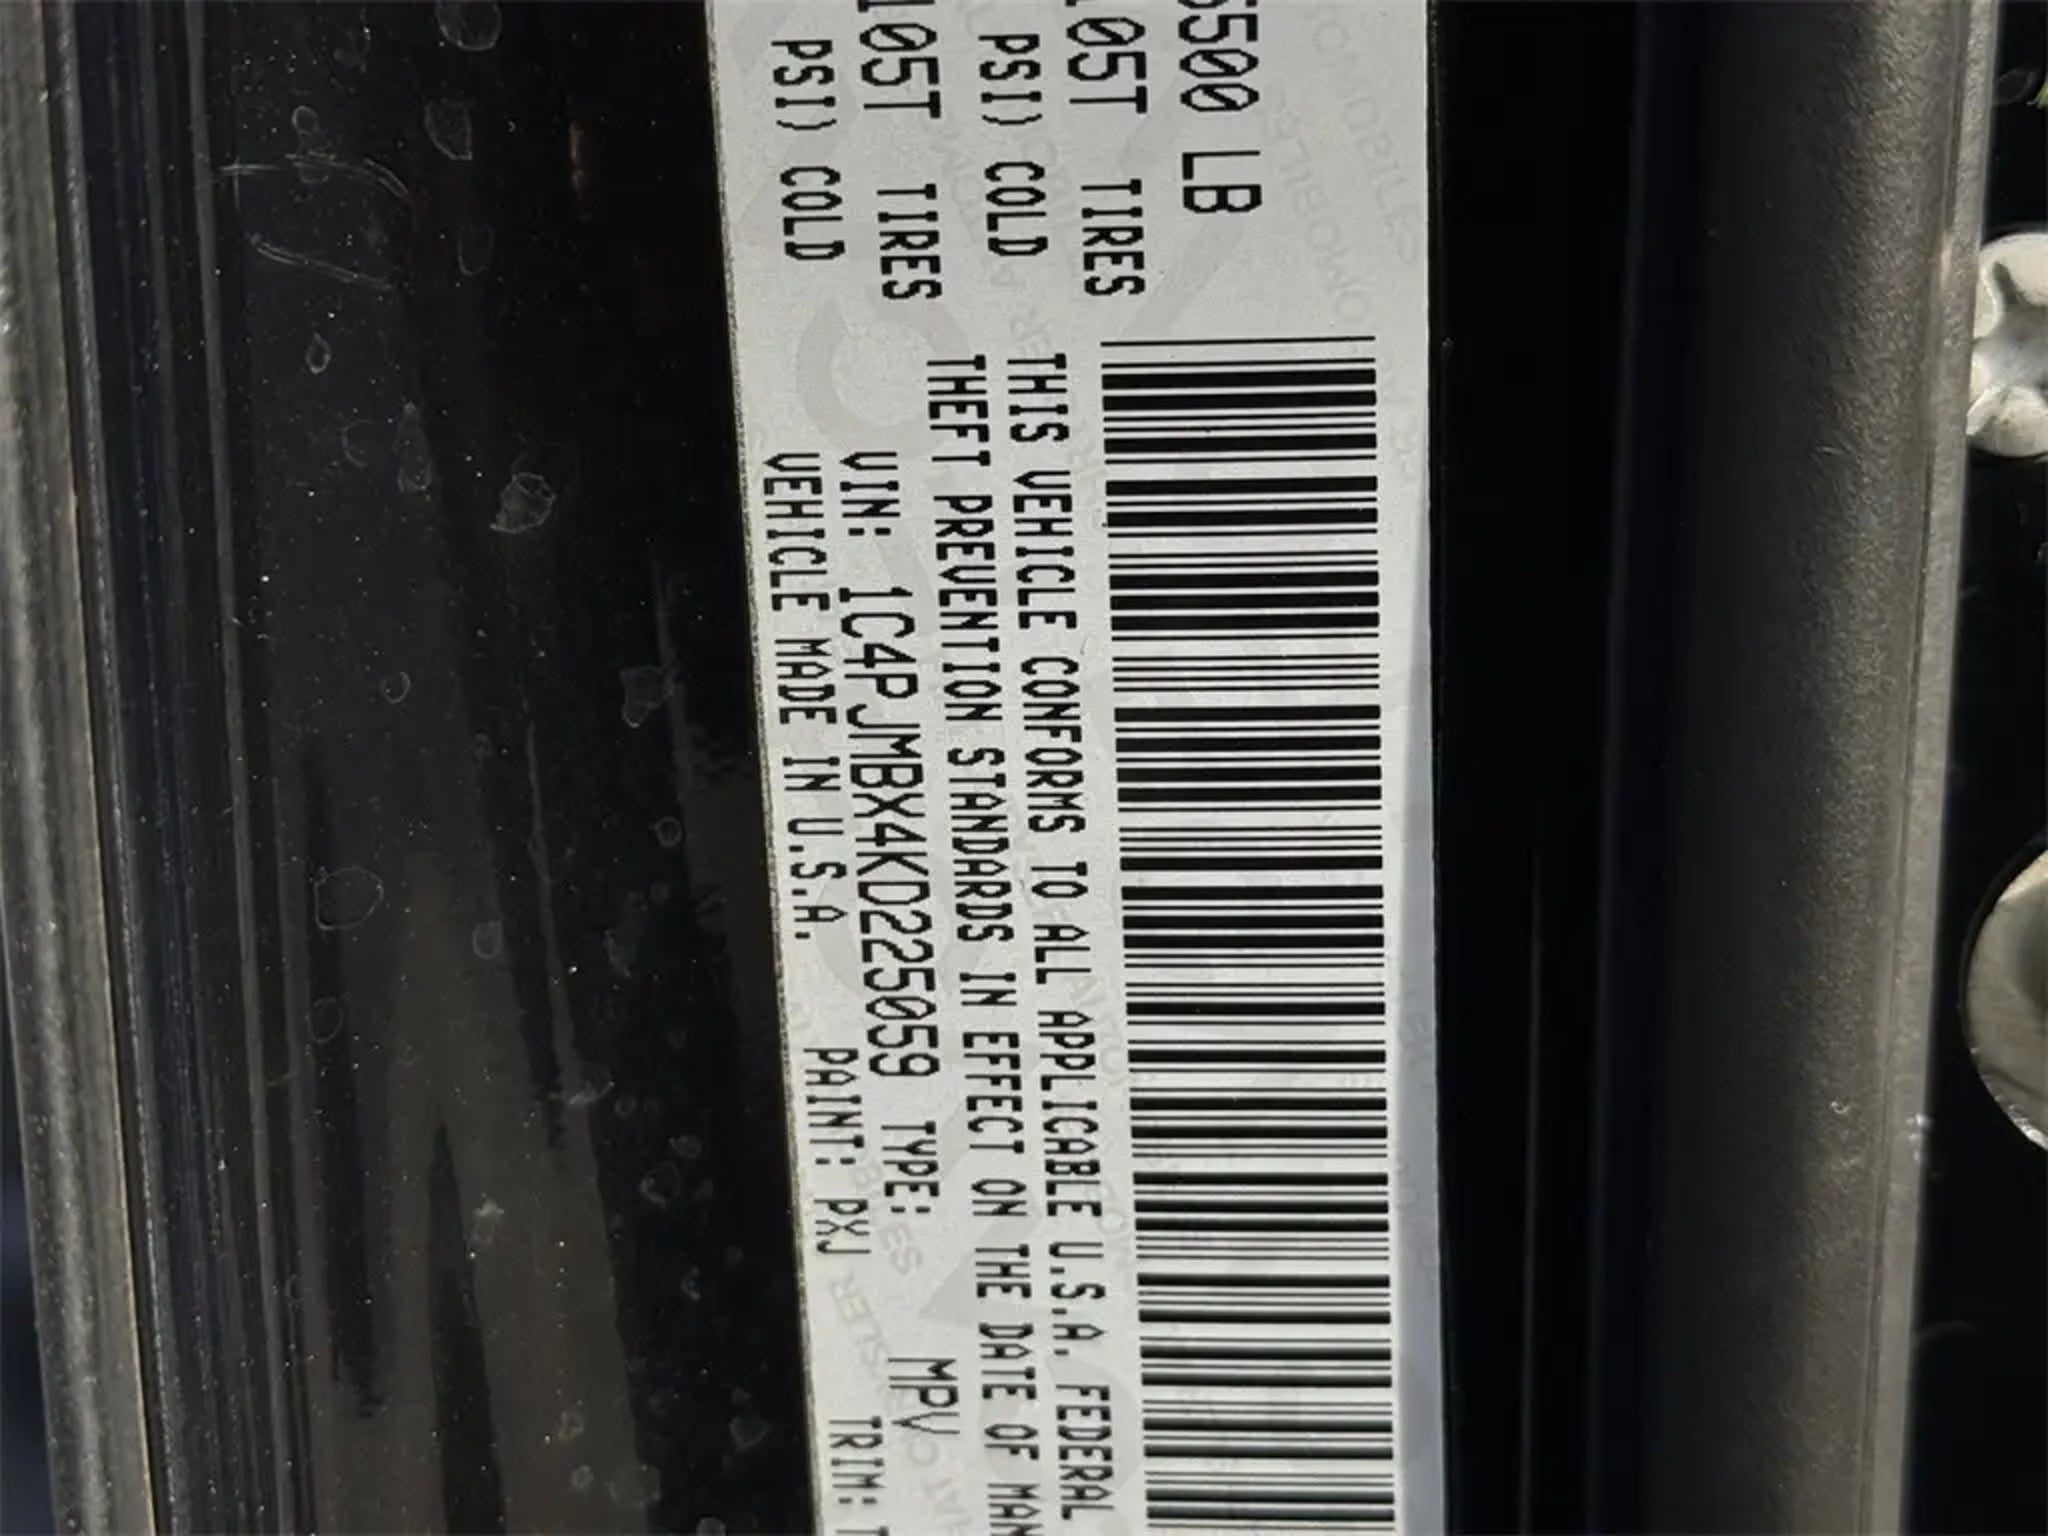 5500 LB
105T TIRES
PSI) COLD
105T TIRES
PSI) COLD
THIS VEHICLE CONFORMS TO ALL APPLICABLE U.S.A. FEDERAL
THEFT PREVENTION STANDARDS IN EFFECT ON THE DATE OF MAN
VIN: 1C4PJMBX4KD225059 TYPE: MPV
VEHICLE MADE IN U.S.A. PAINT: PXJ TRIM: T